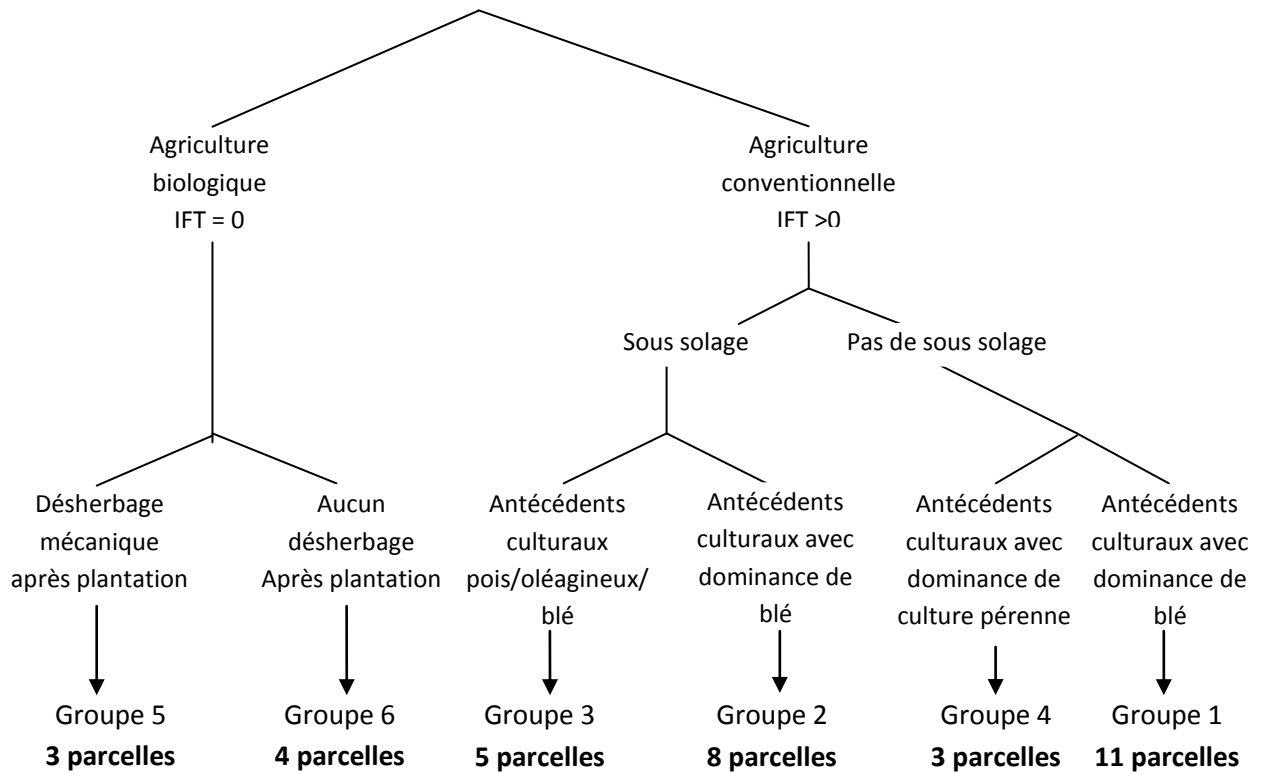 Agriculture
biologique
IFT = 0
Agriculture
conventionnelle
IFT >0
Sous solage
Pas de sous solage
Désherbage
mécanique
après plantation
Aucun
désherbage
Après plantation
Antécédents
culturaux
pois/oléagineux/
blé
Antécédents
culturaux avec
dominance de
blé
Antécédents
culturaux avec
dominance de
culture pérenne
Antécédents
culturaux avec
dominance de
blé
Groupe 5
3 parcelles
Groupe 6
4 parcelles
Groupe 3
5 parcelles
Groupe 2
8 parcelles
Groupe 4
3 parcelles
Groupe 1
11 parcelles